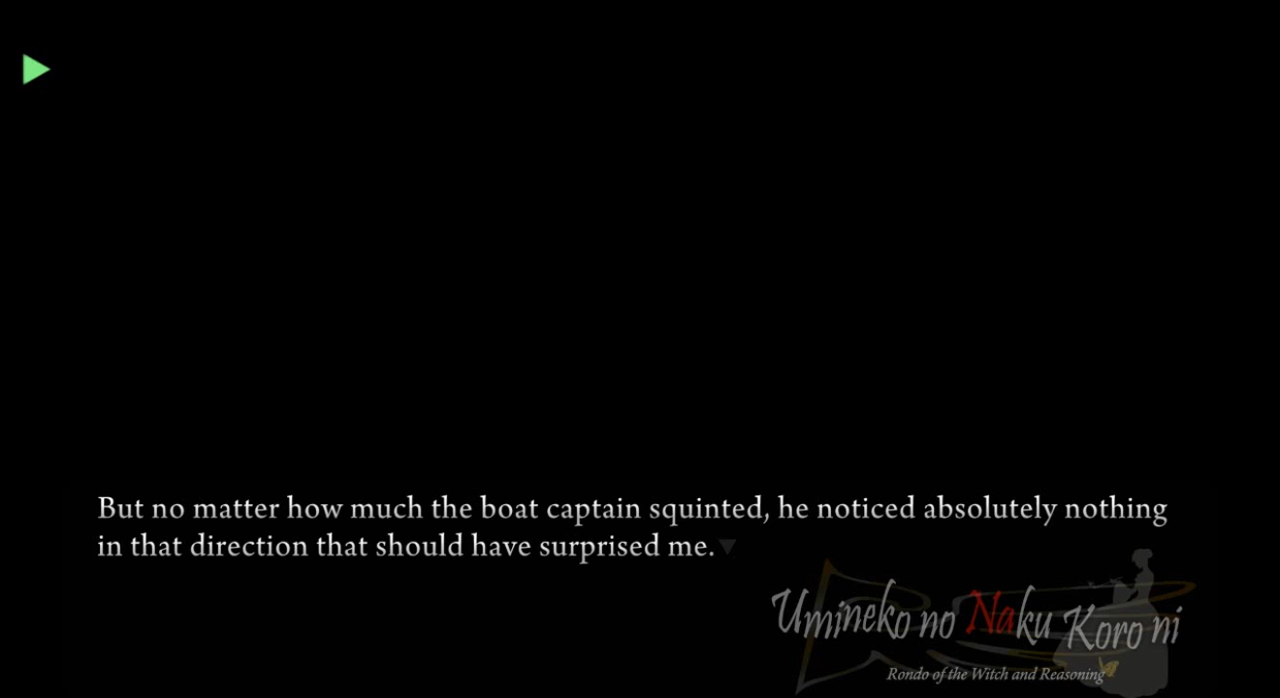 But no matter how much the boat captain squinted, he noticed absolutely nothing
in that direction that should have surprised me.
Umineko no Naku Koro ni
Rondo of the Witch and Reasoning